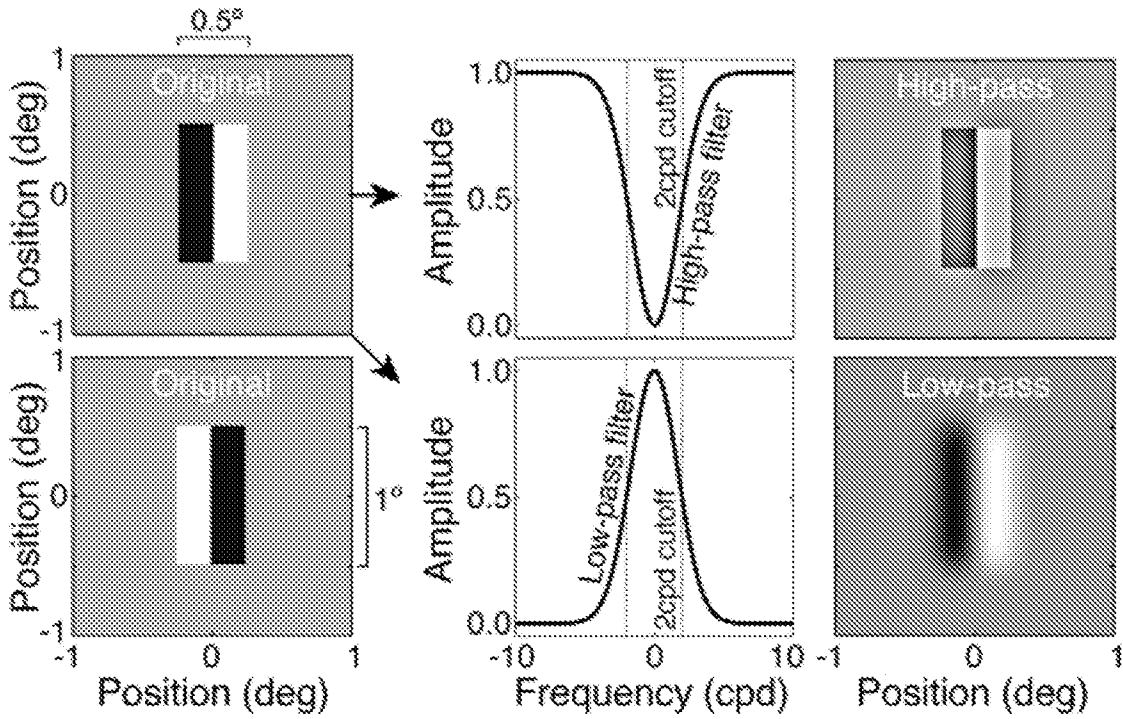 0.5°
1
Original
Position (deg)
0
-1
1.0
Amplitude
0.5
0.0
2cpd cutoff
High-pass filter
High-pass
1
Original
Position (deg)
0
-1
1°
-1
0
1
Position (deg)
1.0
Amplitude
0.5
0.0
Low-pass filter
2cpd cutoff
-10
0
10
Frequency (cpd)
Low-pass
-1
0
1
Position (deg)